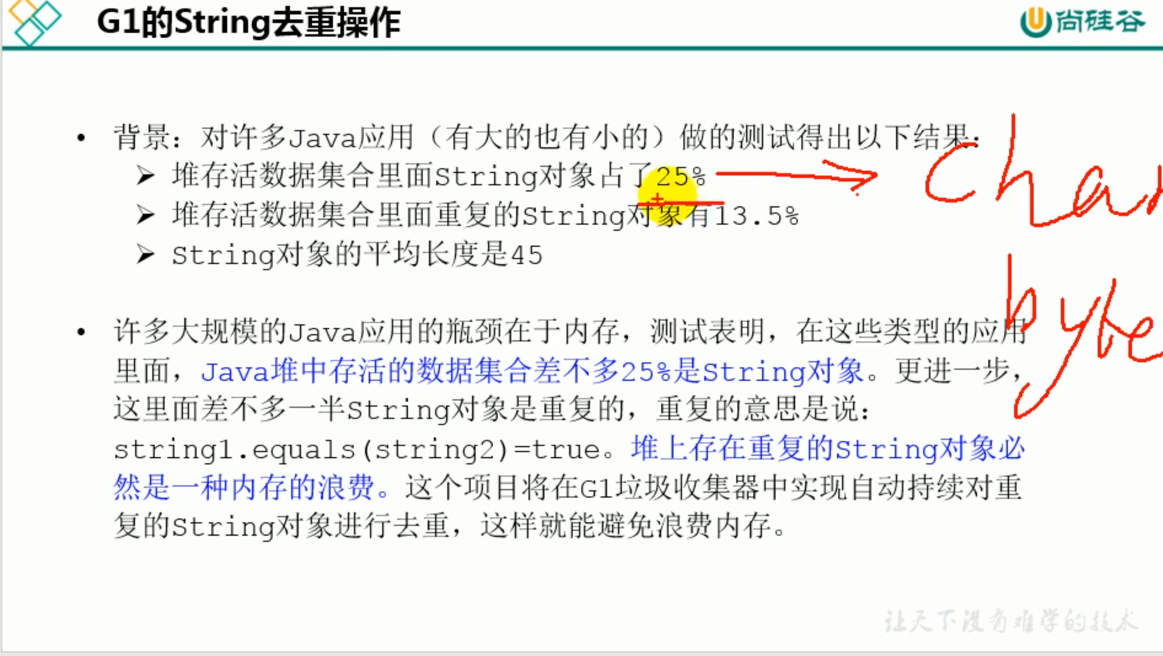 G1的String去重操作
尚硅谷
• 背景：对许多Java应用（有大的也有小的）做的测试得出以下结果：
➢ 堆存活数据集合里面String对象占了25%
➢ 堆存活数据集合里面重复的String对象有13.5%
➢ String对象的平均长度是45
cha
byte
• 许多大规模的Java应用的瓶颈在于内存，测试表明，在这些类型的应用
里面，Java堆中存活的数据集合差不多25%是String对象。更进一步，
这里面差不多一半String对象是重复的，重复的意思是说：
string1.equals(string2)=true。堆上存在重复的String对象必
然是一种内存的浪费。这个项目将在G1垃圾收集器中实现自动持续对重
复的String对象进行去重，这样就能避免浪费内存。
让天下没有难学的技术